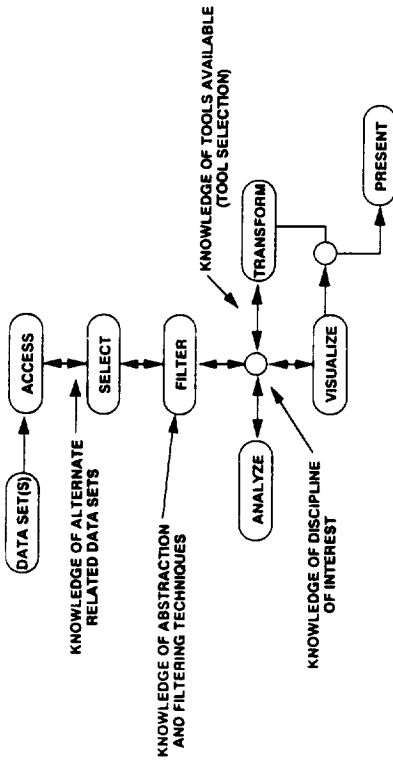 DATA SET(S)
ACCESS
KNOWLEDGE OF ALTERNATE
RELATED DATA SETS
SELECT
KNOWLEDGE OF ABSTRACTION
AND FILTERING TECHNIQUES
FILTER
KNOWLEDGE OF TOOLS AVAILABLE
(TOOL SELECTION)
ANALYZE
TRANSFORM
KNOWLEDGE OF DISCIPLINE
OF INTEREST
VISUALIZE
PRESENT